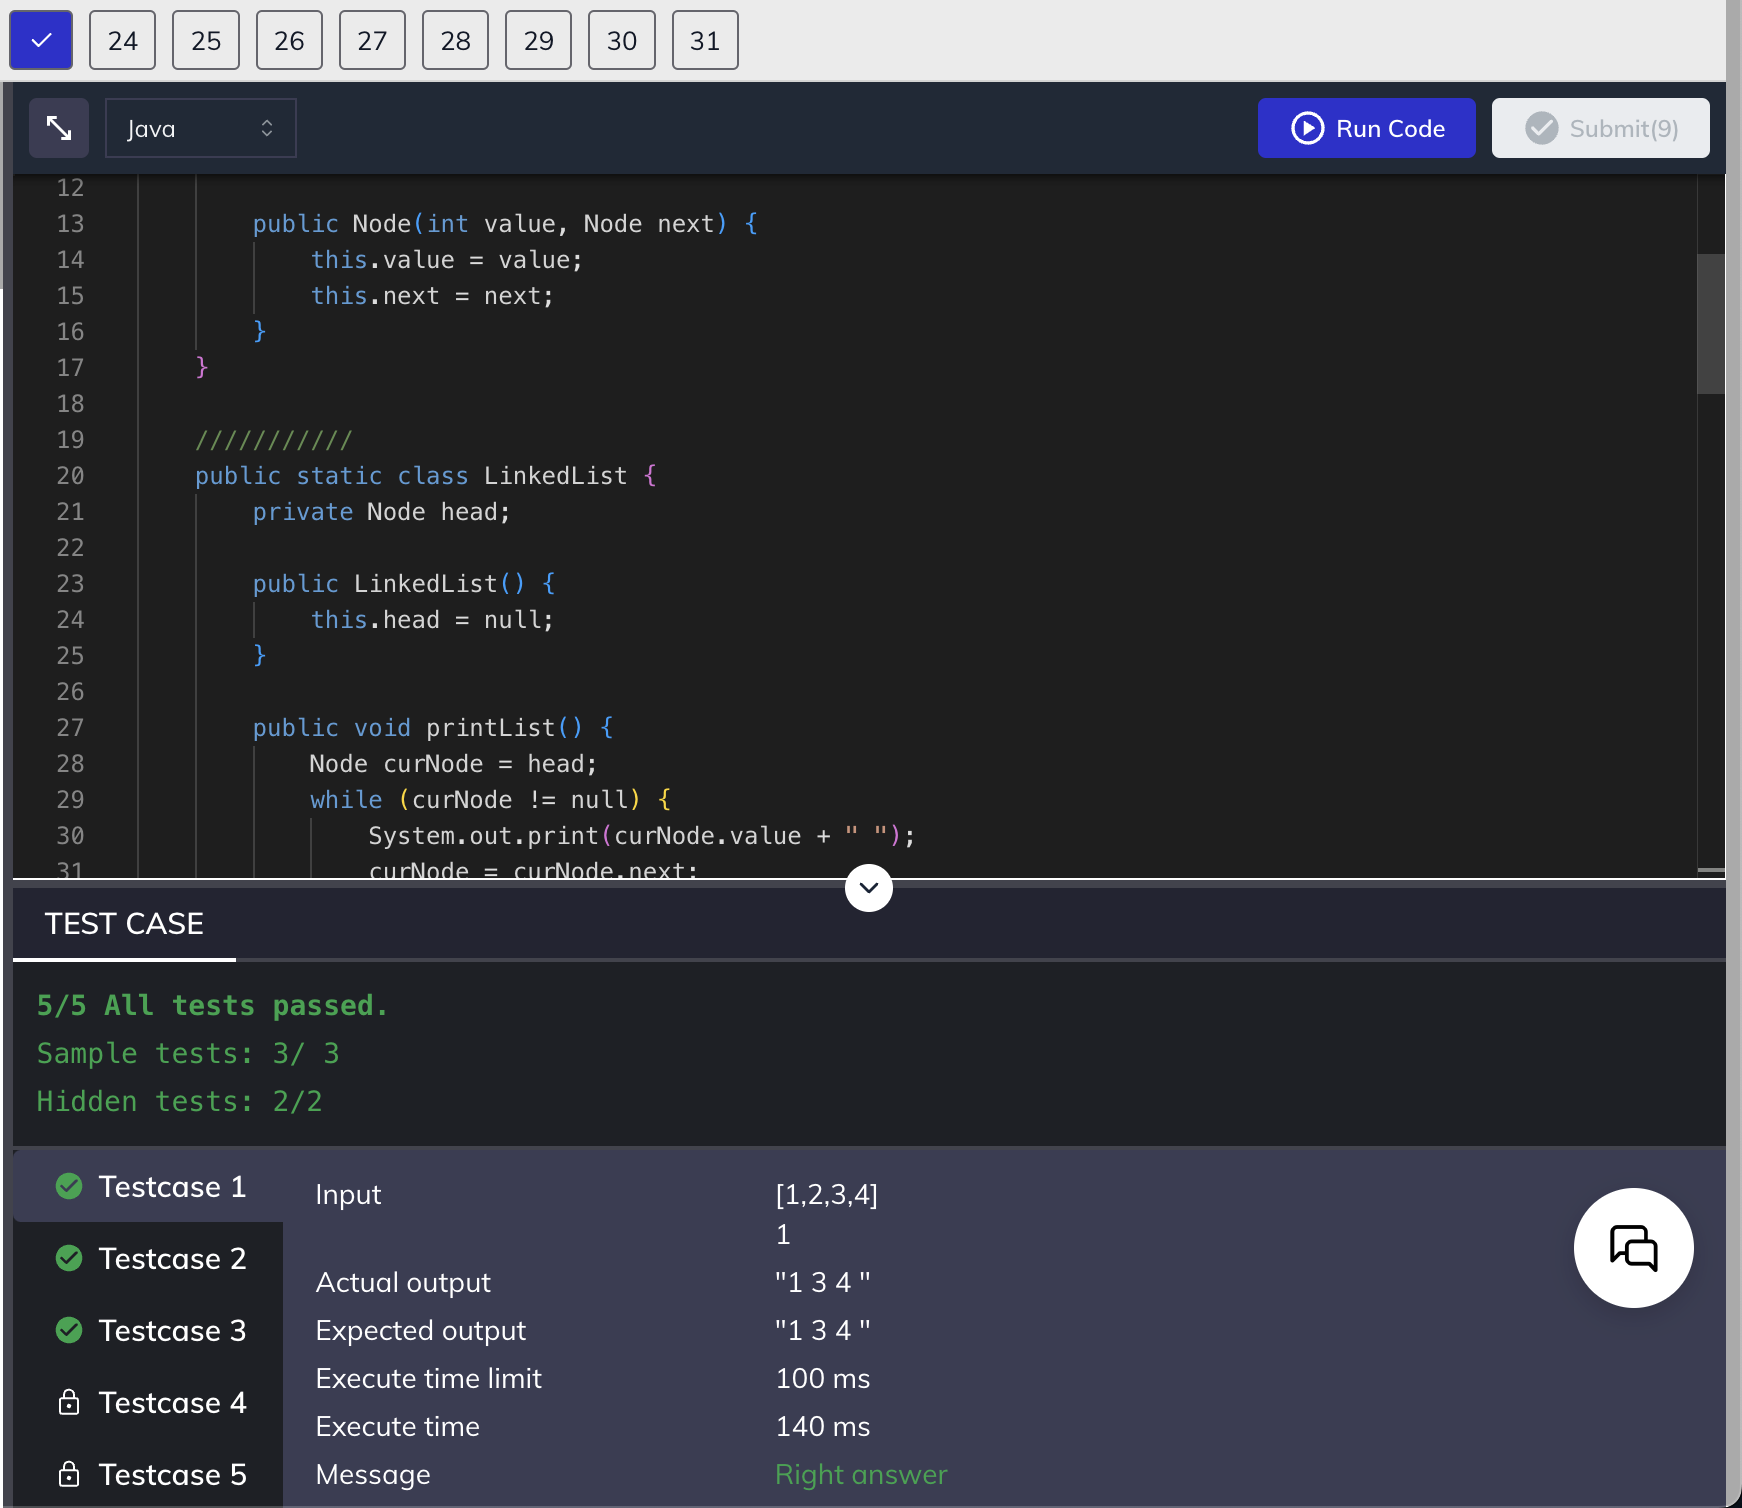 24 25 26 27 28 29 30 31
Java
Run Code
Submit(9)
12
13 public Node(int value, Node next) {
14 this.value = value;
15 this.next = next;
16 }
17 }
18
19 ///////////
20 public static class LinkedList {
21 private Node head;
22
23 public LinkedList() {
24 this.head = null;
25 }
26
27 public void printList() {
28 Node curNode = head;
29 while (curNode != null) {
30 System.out.print(curNode.value + " ");
31 curNode = curNode.next;
TEST CASE
5/5 All tests passed.
Sample tests: 3/ 3
Hidden tests: 2/2
Testcase 1
Testcase 2
Testcase 3
Testcase 4
Testcase 5
Input [1,2,3,4]
1
Actual output "1 3 4 "
Expected output "1 3 4 "
Execute time limit 100 ms
Execute time 140 ms
Message Right answer